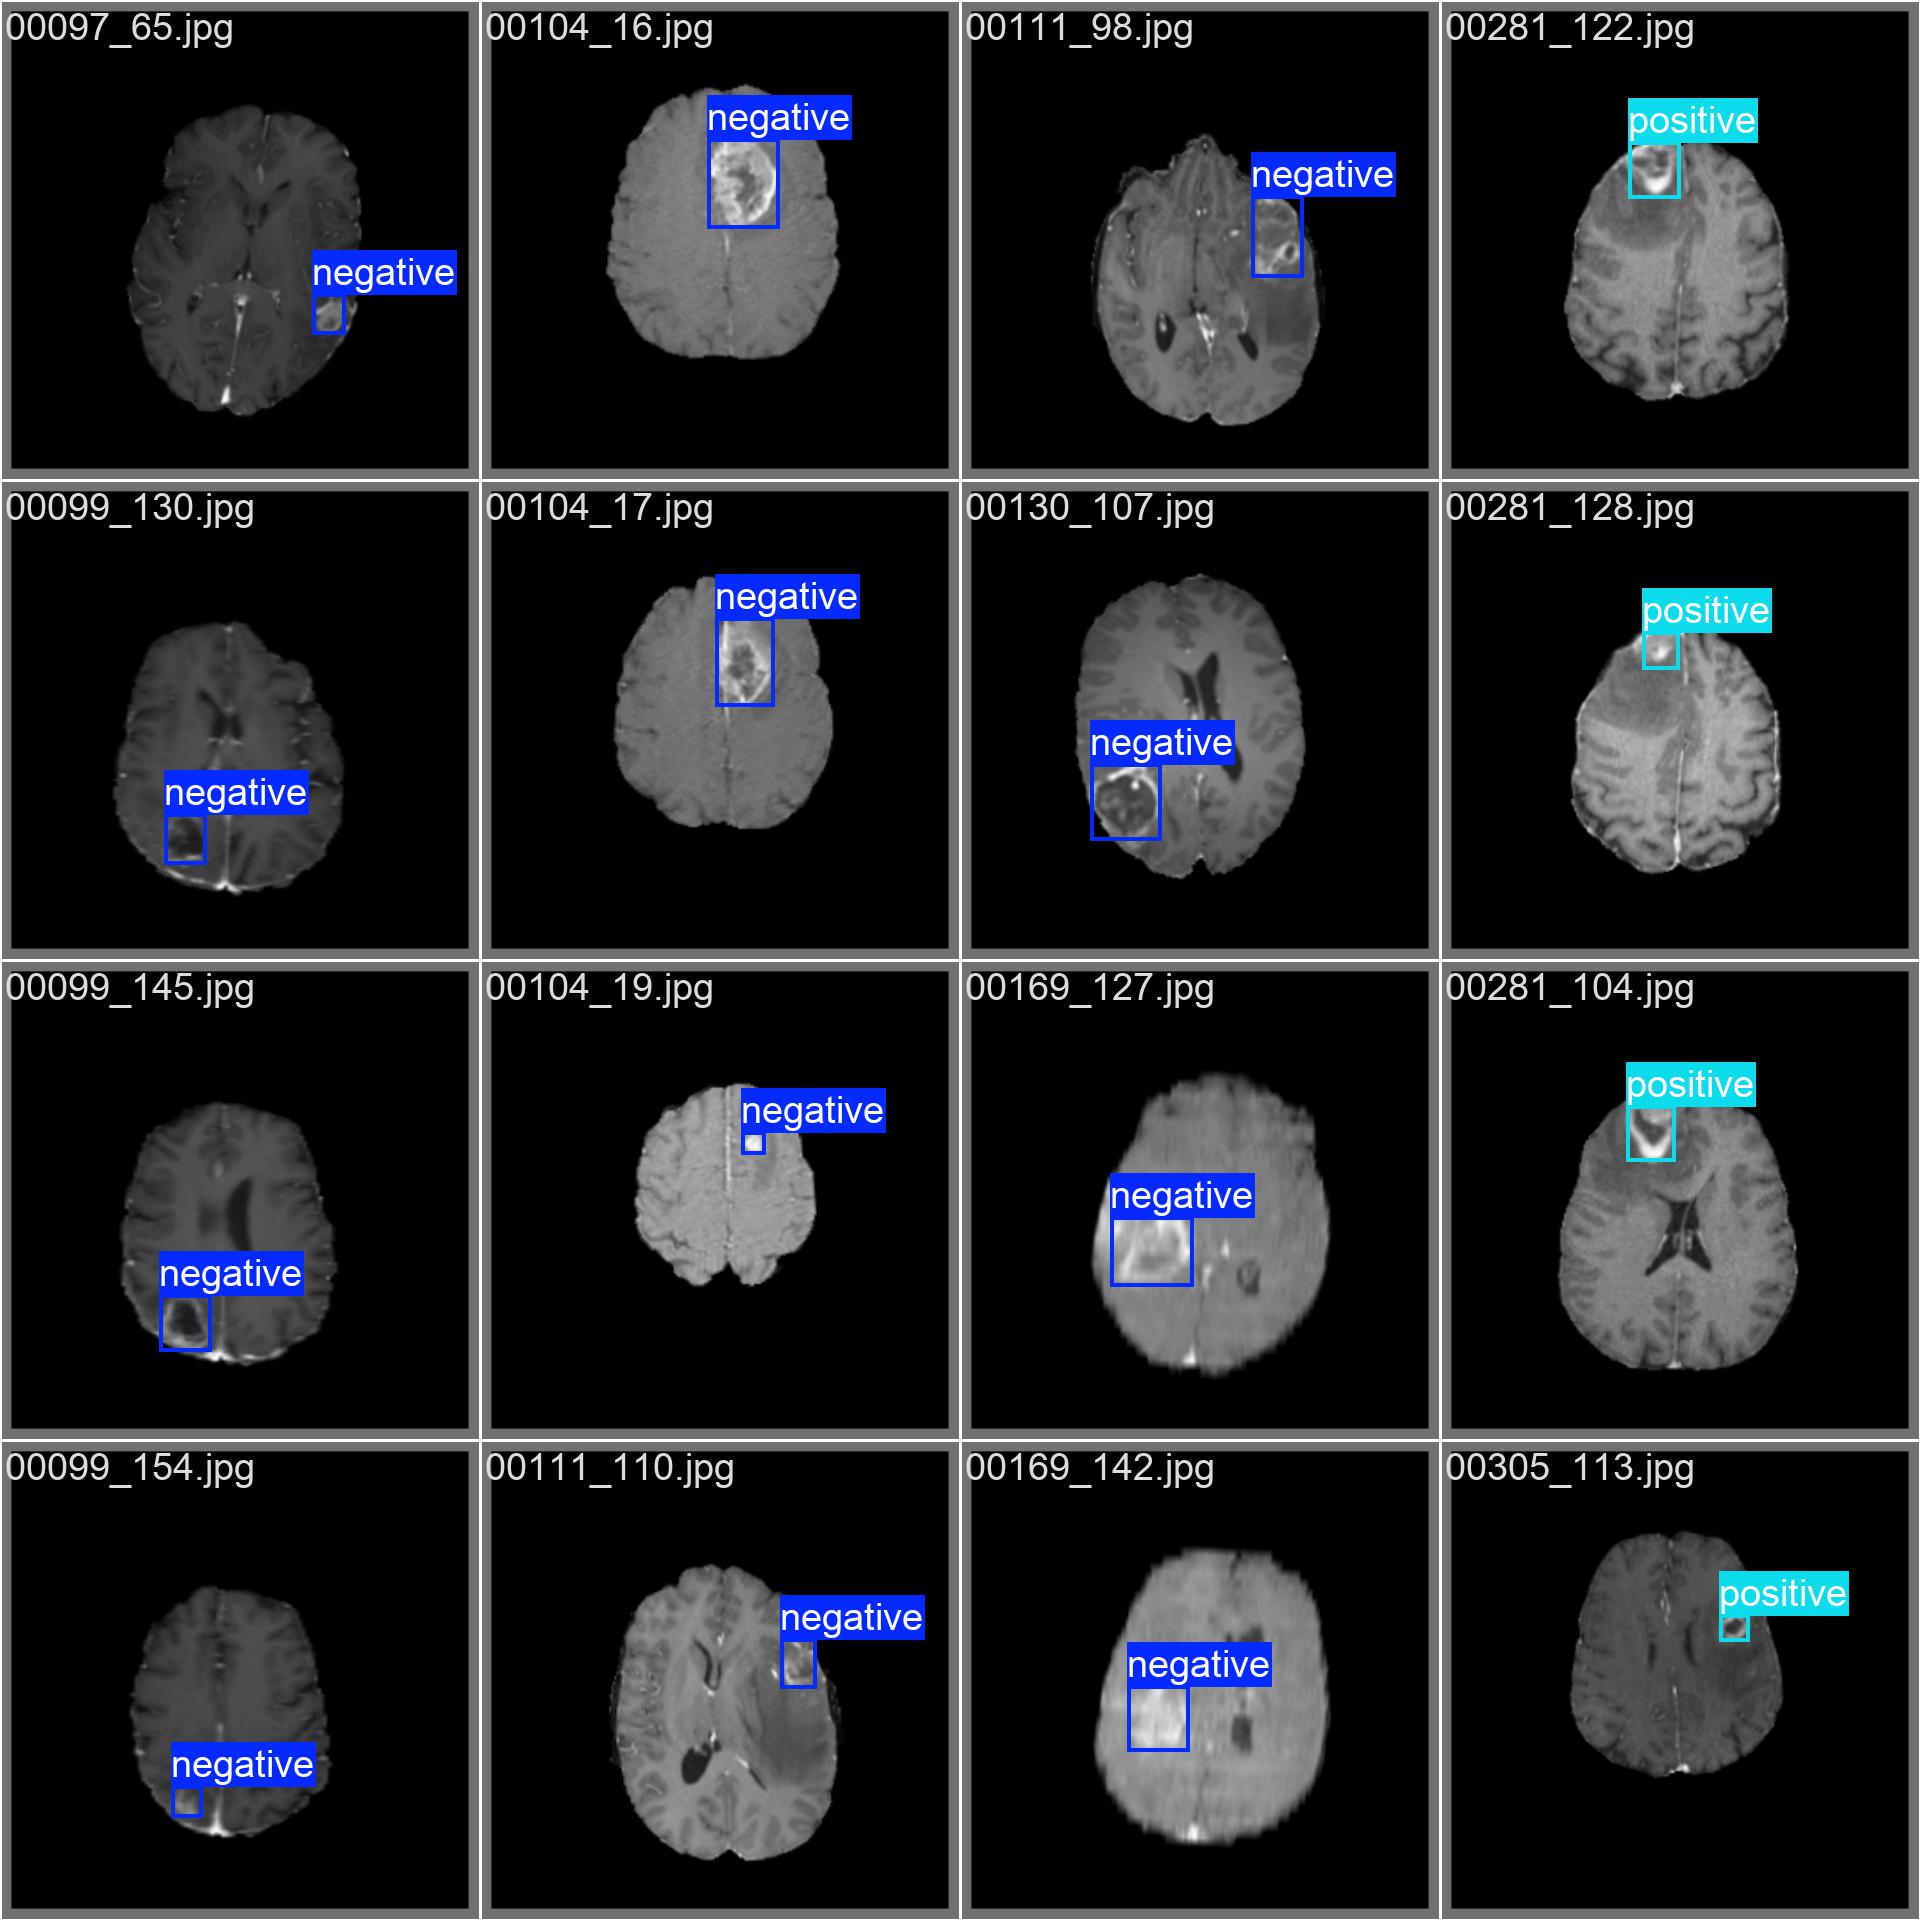 00097_65.jpg
negative
00104_16.jpg
negative
00111_98.jpg
negative
00281_122.jpg
positive
00099_130.jpg
negative
00104_17.jpg
negative
00130_107.jpg
negative
00281_128.jpg
positive
00099_145.jpg
negative
00104_19.jpg
negative
00169_127.jpg
negative
00281_104.jpg
positive
00099_154.jpg
negative
00111_110.jpg
negative
00169_142.jpg
negative
00305_113.jpg
positive